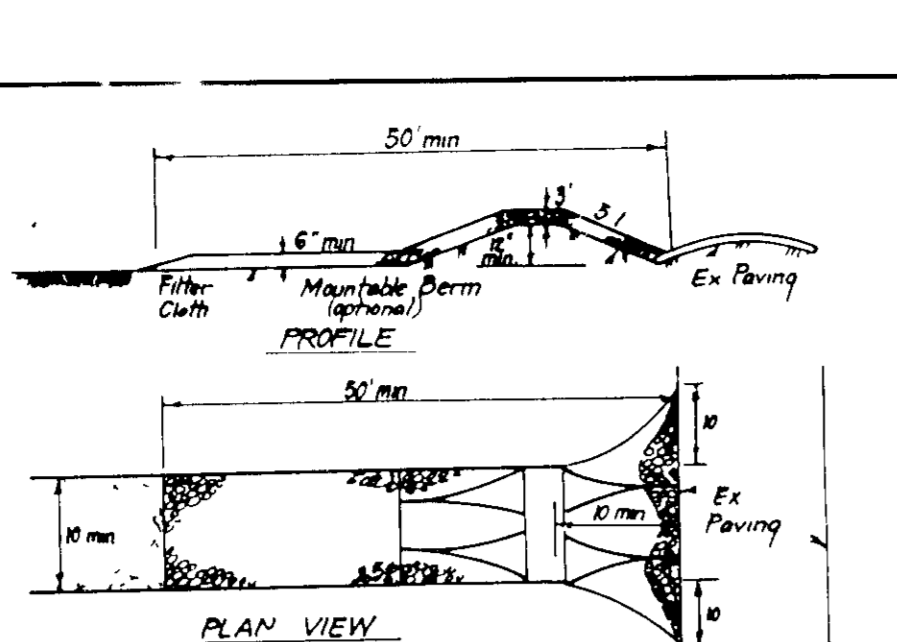 50' min
3'
5 1
6" min
12" min
Filter Cloth
Mountable Berm
(optional)
Ex Paving
PROFILE
50' min
10
Ex
Paving
10 min
10 min
10
PLAN VIEW